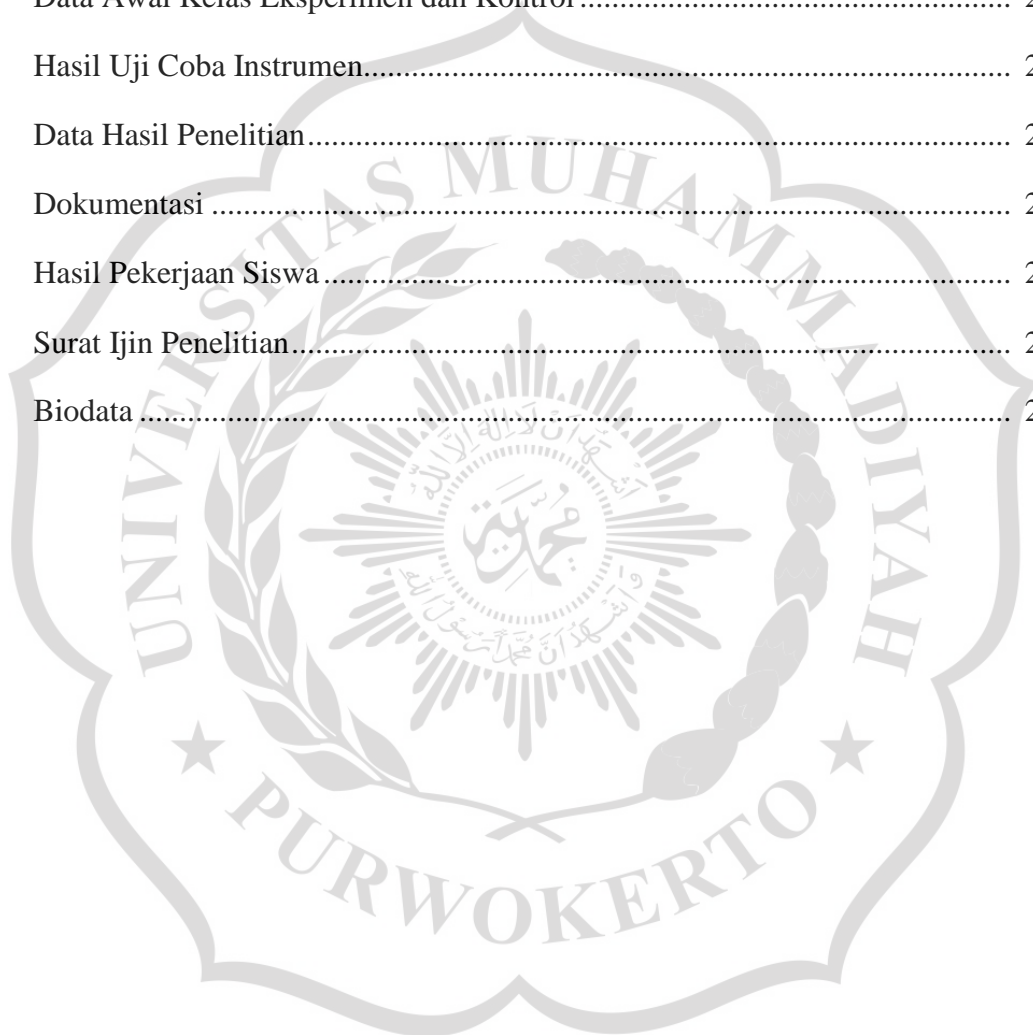 Data Awal Kelas Eksperimen dan Kontrol ........ 2
Hasil Uji Coba Instrumen ........ 2
Data Hasil Penelitian ........ 2
Dokumentasi ........ 2
Hasil Pekerjaan Siswa ........ 2
Surat Ijin Penelitian ........ 2
Biodata ........ 2
UNIVERSITAS MUHAMMADIYAH
★ PURWOKERTO ★